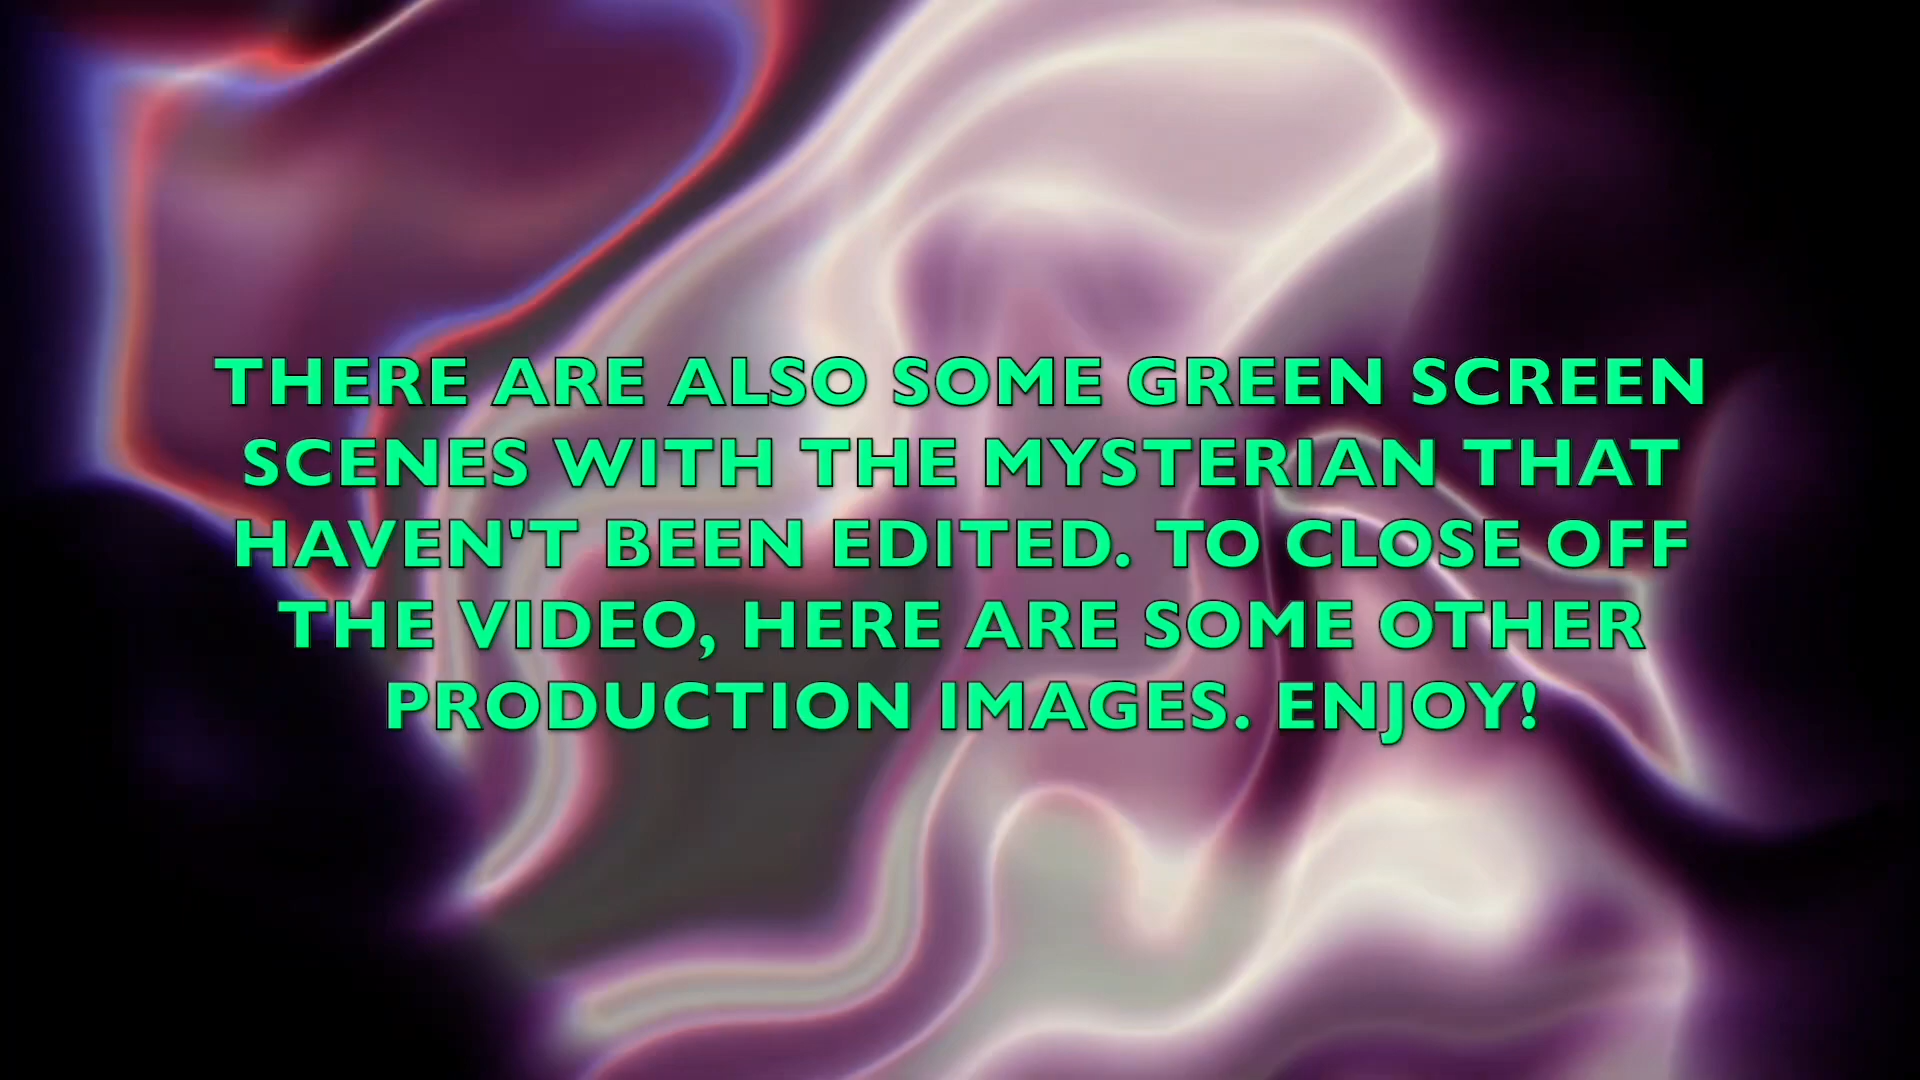 THERE ARE ALSO SOME GREEN SCREEN
SCENES WITH THE MYSTERIAN THAT
HAVEN'T BEEN EDITED. TO CLOSE OFF
THE VIDEO, HERE ARE SOME OTHER
PRODUCTION IMAGES. ENJOY!